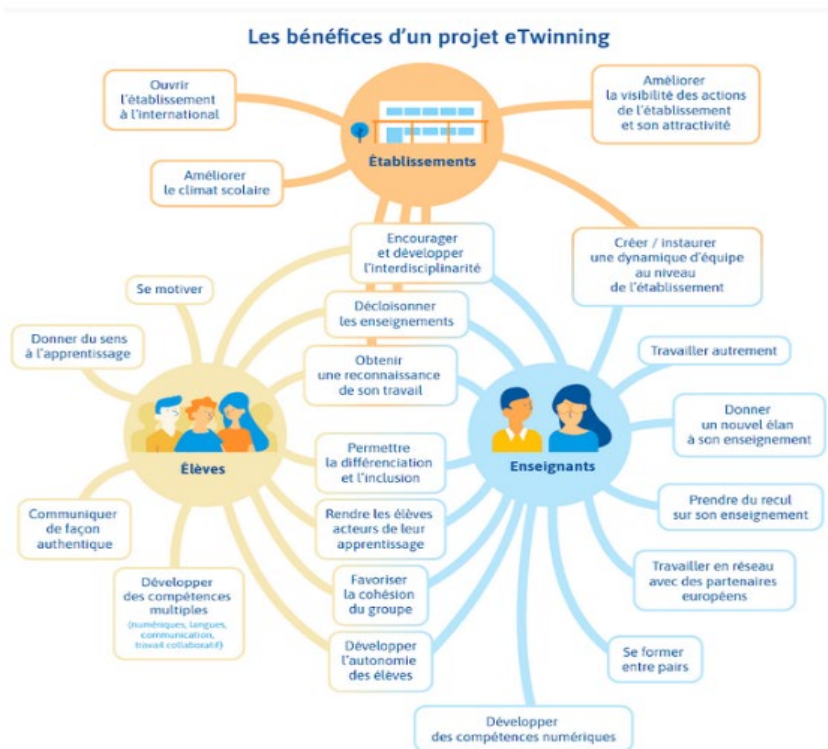 Les bénéfices d'un projet eTwinning
Ouvrir
l'établissement
à l'international
Améliorer
la visibilité des actions
de l'établissement
et son attractivité
Établissements
Améliorer
le climat scolaire
Encourager
et développer
l'interdisciplinarité
Créer / instaurer
une dynamique d'équipe
au niveau
de l'établissement
Se motiver
Décloisonner
les enseignements
Donner du sens
à l'apprentissage
Obtenir
une reconnaissance
de son travail
Travailler autrement
Donner
un nouvel élan
à son enseignement
Élèves
Permettre
la différenciation
et l'inclusion
Enseignants
Communiquer
de façon
authentique
Rendre les élèves
acteurs de leur
apprentissage
Prendre du recul
sur son enseignement
Développer
des compétences
multiples
(numériques, langues,
communication,
travail collaboratif)
Favoriser
la cohésion
du groupe
Travailler en réseau
avec des partenaires
européens
Développer
l'autonomie
des élèves
Se former
entre pairs
Développer
des compétences numériques